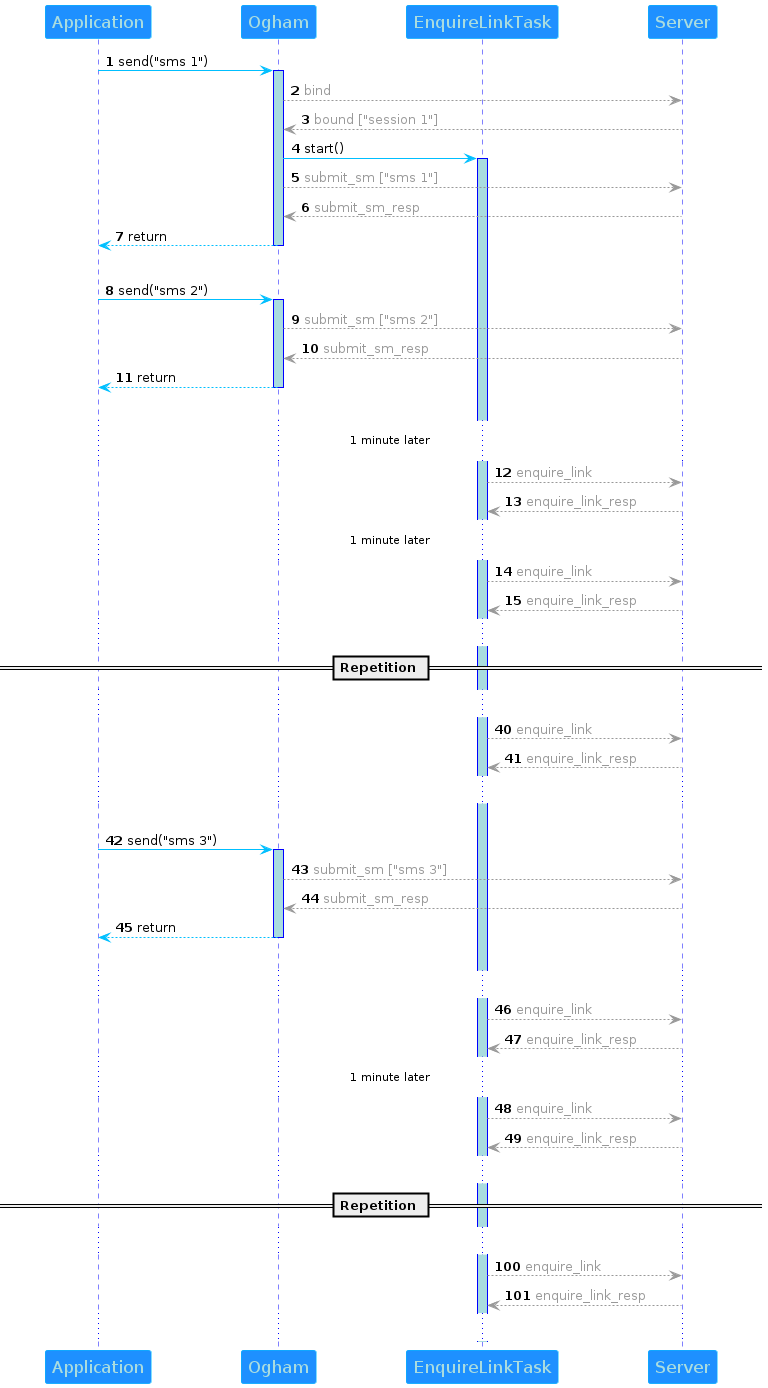 Application Ogham EnquireLinkTask Server
1 send("sms 1")
2 bind
3 bound ["session 1"]
4 start()
5 submit_sm ["sms 1"]
6 submit_sm_resp
7 return
8 send("sms 2")
9 submit_sm ["sms 2"]
10 submit_sm_resp
11 return
1 minute later
12 enquire_link
13 enquire_link_resp
1 minute later
14 enquire_link
15 enquire_link_resp
Repetition
40 enquire_link
41 enquire_link_resp
42 send("sms 3")
43 submit_sm ["sms 3"]
44 submit_sm_resp
45 return
46 enquire_link
47 enquire_link_resp
1 minute later
48 enquire_link
49 enquire_link_resp
Repetition
100 enquire_link
101 enquire_link_resp
Application Ogham EnquireLinkTask Server